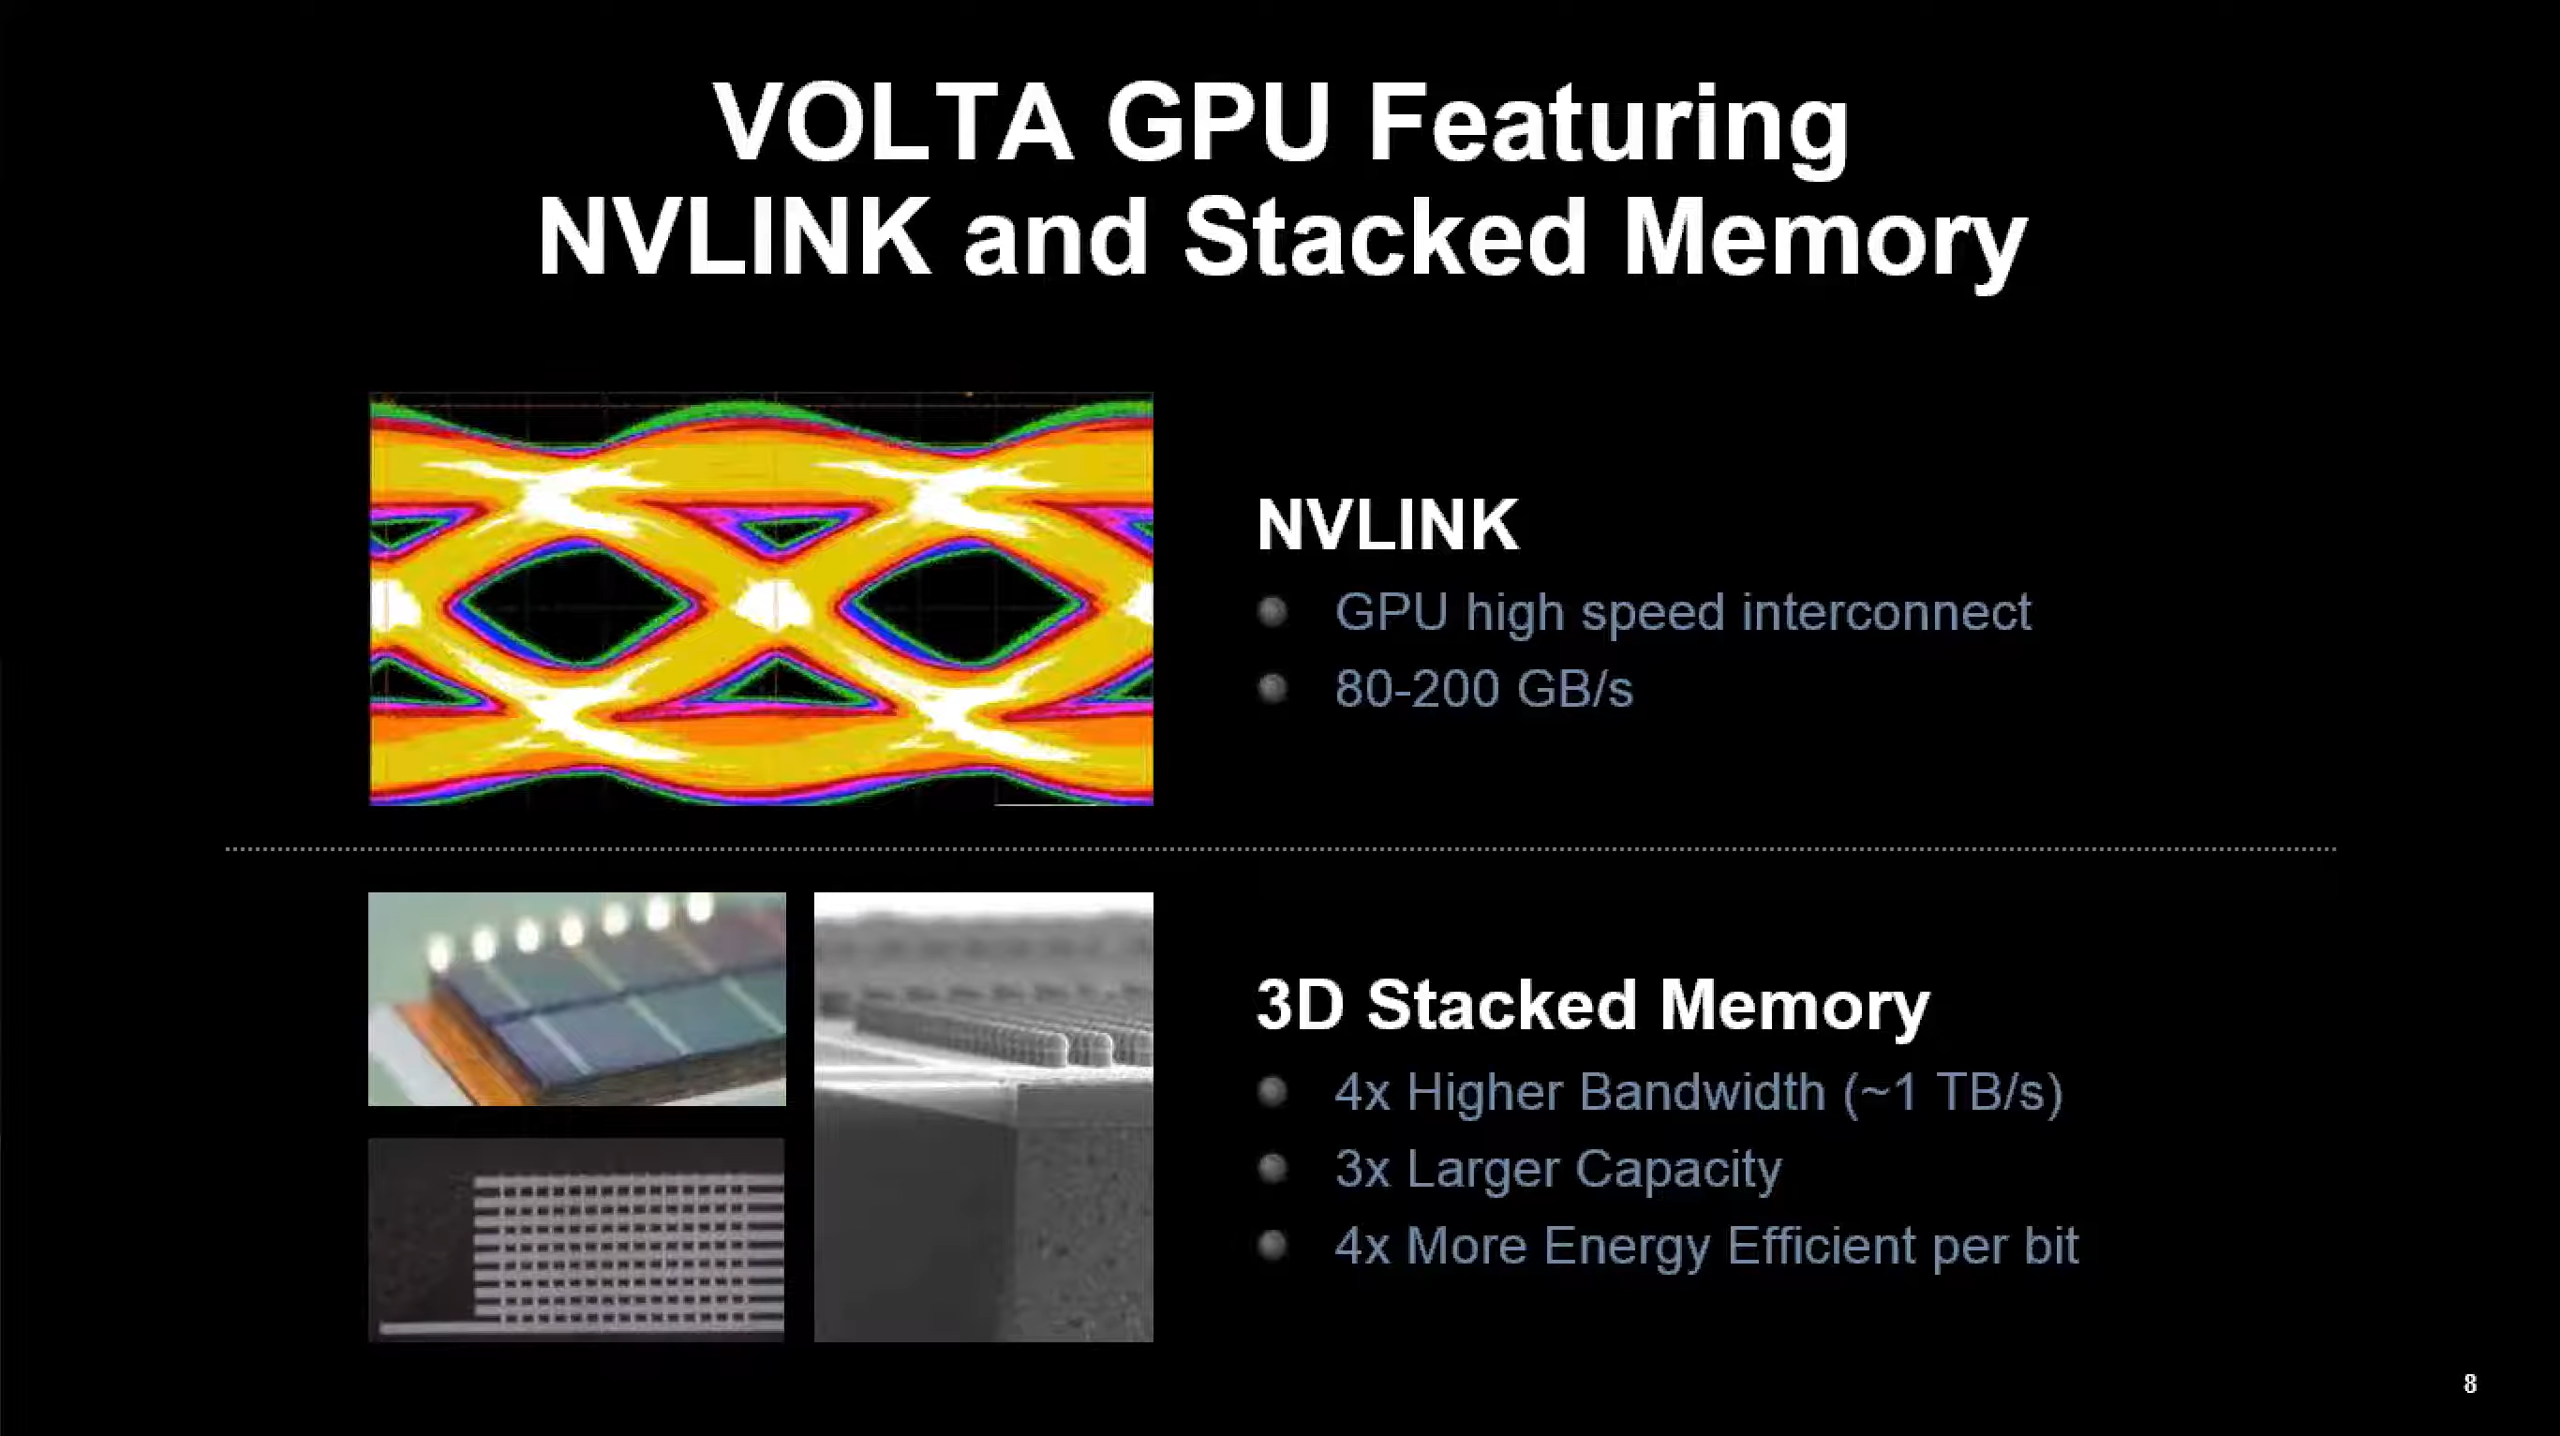 VOLTA GPU Featuring
NVLINK and Stacked Memory
NVLINK
GPU high speed interconnect
80-200 GB/s
3D Stacked Memory
4x Higher Bandwidth (~1 TB/s)
3x Larger Capacity
4x More Energy Efficient per bit
8